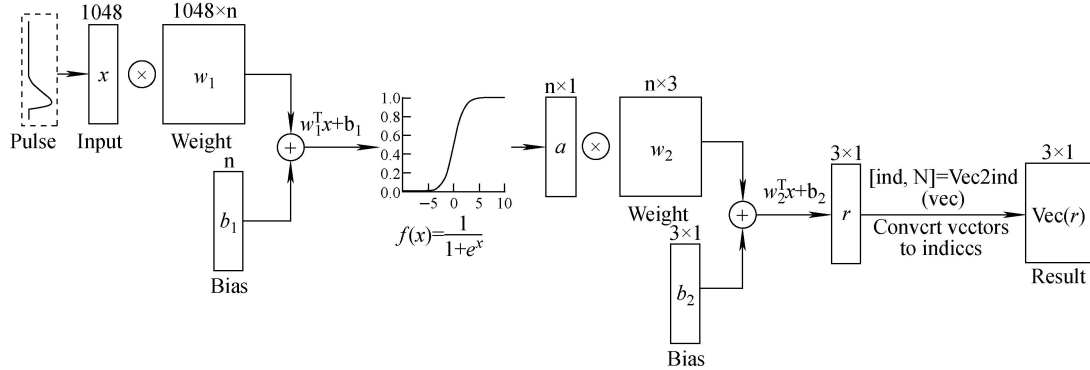 Pulse
1048
x
Input
×
1048×n
w₁
Weight
n
b₁
Bias
+
w₁ᵀx+b₁
1.0
0.8
0.6
0.4
0.2
0.0
−5 0 5 10
f(x)=1/(1+eˣ)
n×1
a
×
n×3
w₂
Weight
3×1
b₂
Bias
+
w₂ᵀx+b₂
3×1
r
[ind, N]=Vec2ind
(vec)
Convcrt vcctors
to indiccs
3×1
Vec(r)
Result